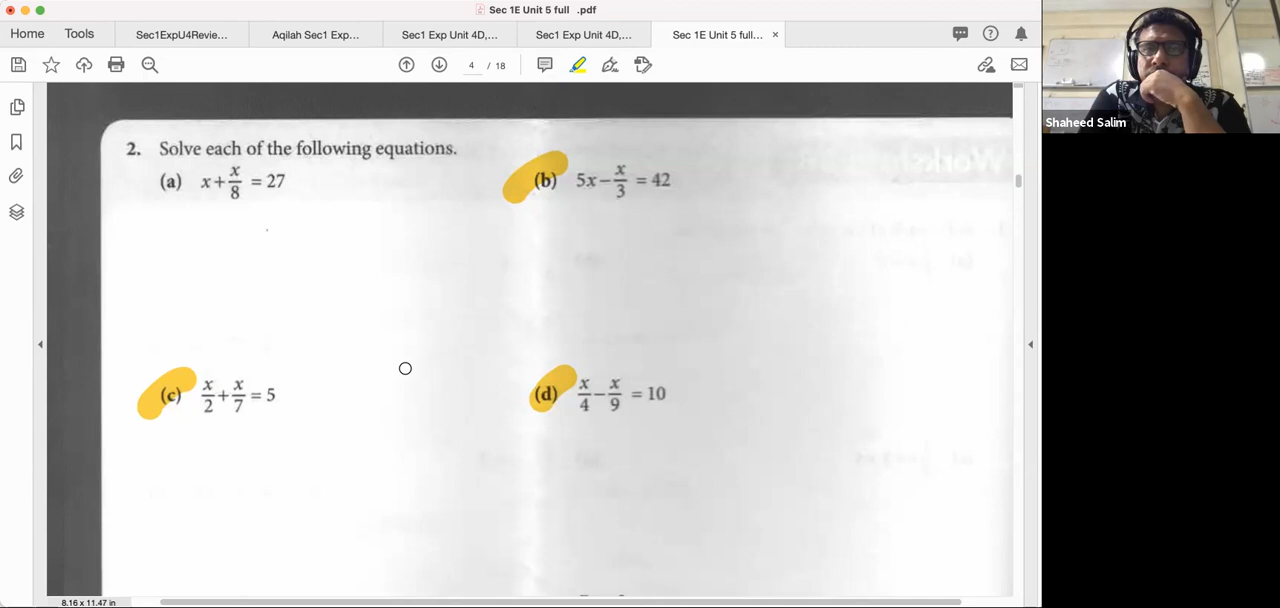 Sec 1E Unit 5 full .pdf
Home Tools Sec1ExpU4Revie... Aqilah Sec1 Exp... Sec1 Exp Unit 4D,... Sec1 Exp Unit 4D,... Sec 1E Unit 5 full... ×
4 / 18
Shaheed Salim
2. Solve each of the following equations.
(a) x + x/8 = 27
(b) 5x − x/3 = 42
(c) x/2 + x/7 = 5
(d) x/4 − x/9 = 10
8.16 x 11.47 in